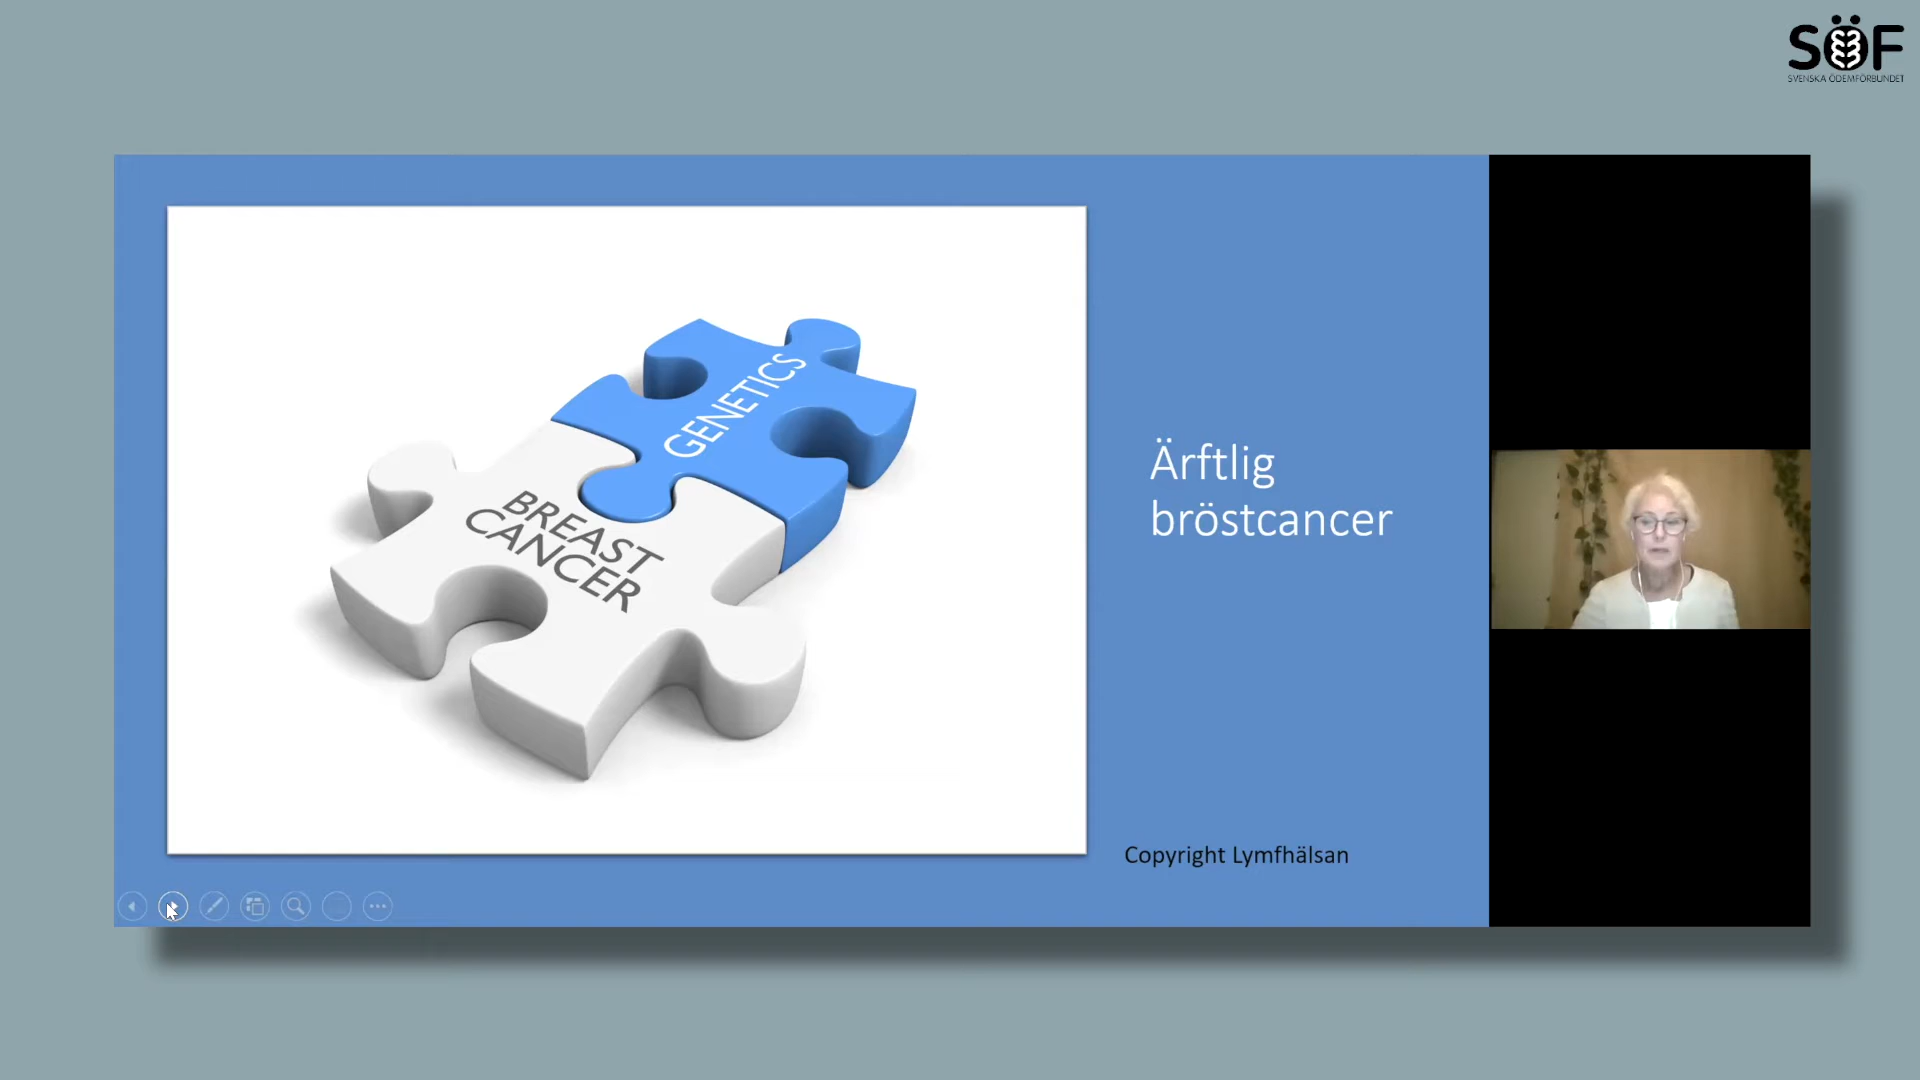 SÖF
SVENSKA ÖDEMFÖRBUNDET
GENETICS
BREAST
CANCER
Ärftlig
bröstcancer
Copyright Lymfhälsan